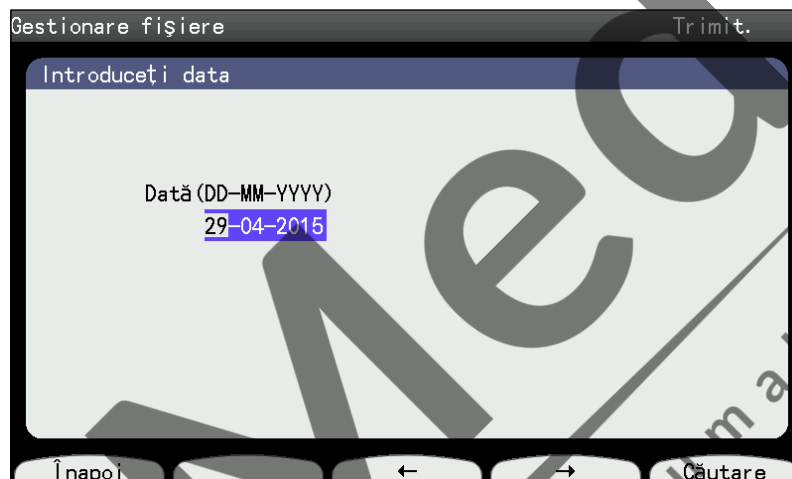 Gestionare fişiere Trimit.
Introduceţi data
Dată(DD-MM-YYYY)
29-04-2015
Înapoi ← → Căutare